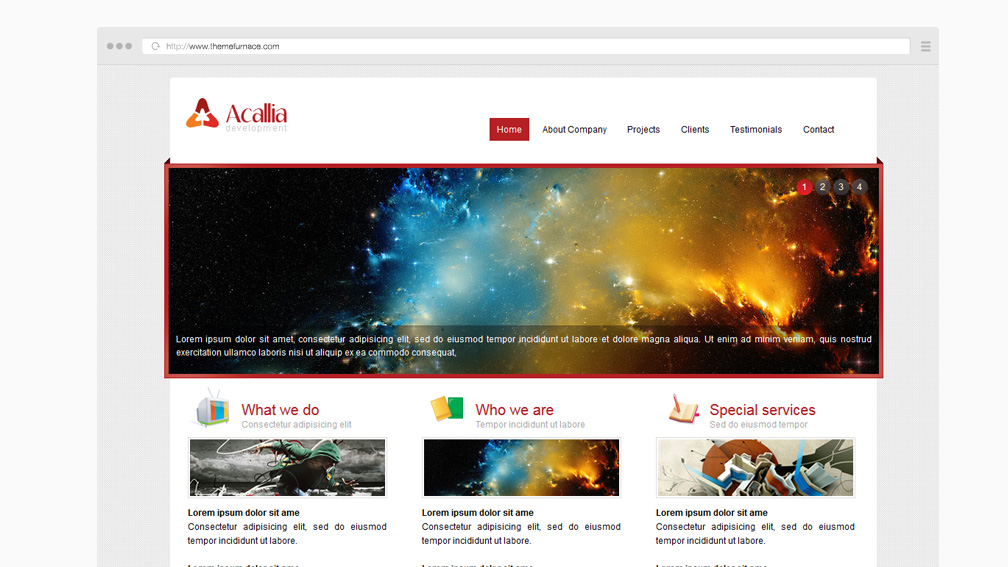 http://www.themefurnace.com
Acallia
development
Home About Company Projects Clients Testimonials Contact
1 2 3 4
Lorem ipsum dolor sit amet, consectetur adipisicing elit, sed do eiusmod tempor incididunt ut labore et dolore magna aliqua. Ut enim ad minim veniam, quis nostrud
exercitation ullamco laboris nisi ut aliquip ex ea commodo consequat,
What we do
Consectetur adipisicing elit
Who we are
Tempor incididunt ut labore
Special services
Sed do eiusmod tempor
Lorem ipsum dolor sit ame
Consectetur adipisicing elit, sed do eiusmod
tempor incididunt ut labore.
Lorem ipsum dolor sit ame
Consectetur adipisicing elit, sed do eiusmod
tempor incididunt ut labore.
Lorem ipsum dolor sit ame
Consectetur adipisicing elit, sed do eiusmod
tempor incididunt ut labore.